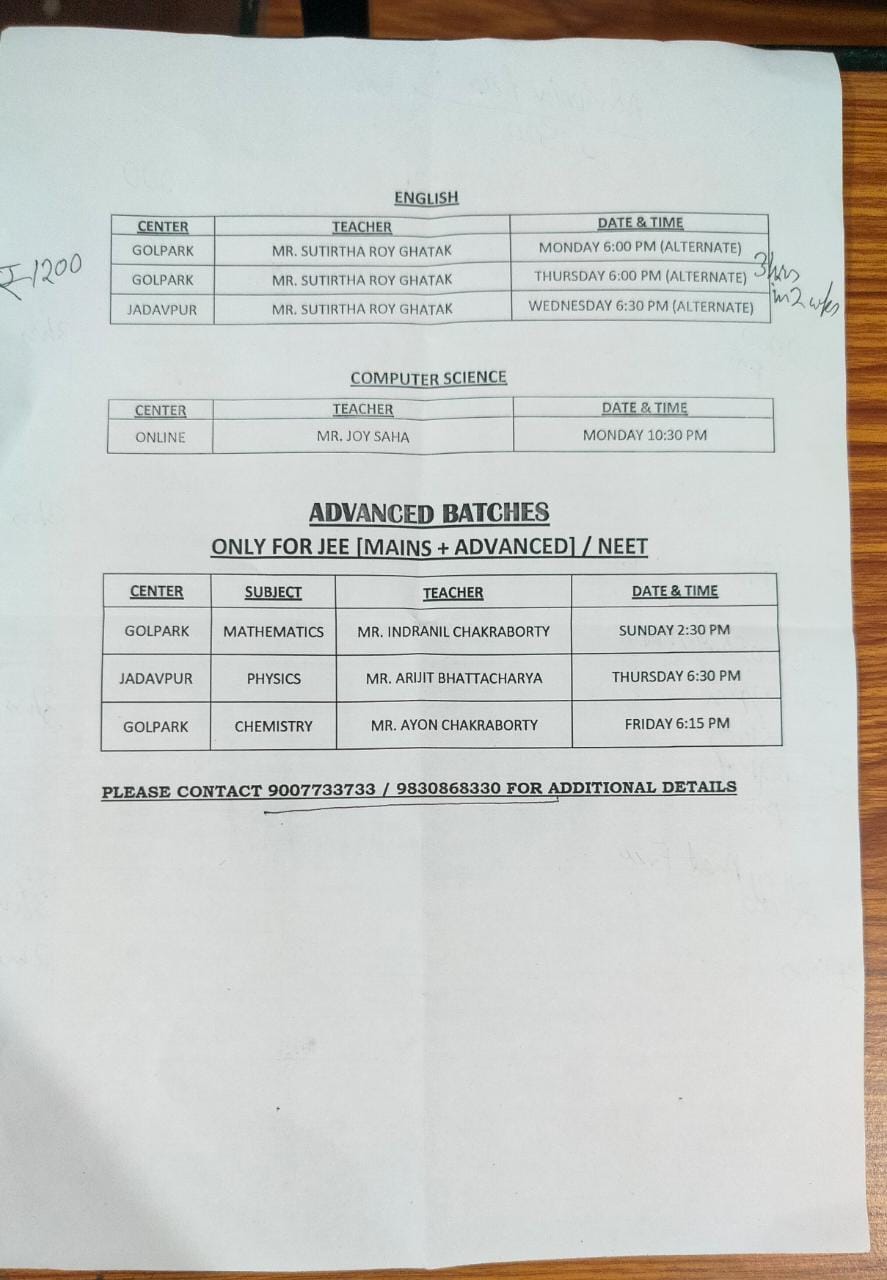 ENGLISH
CENTER TEACHER DATE & TIME
GOLPARK MR. SUTIRTHA ROY GHATAK MONDAY 6:00 PM (ALTERNATE)
GOLPARK MR. SUTIRTHA ROY GHATAK THURSDAY 6:00 PM (ALTERNATE)
JADAVPUR MR. SUTIRTHA ROY GHATAK WEDNESDAY 6:30 PM (ALTERNATE)
1200
3hrs
in 2 wks
COMPUTER SCIENCE
CENTER TEACHER DATE & TIME
ONLINE MR. JOY SAHA MONDAY 10:30 PM
ADVANCED BATCHES
ONLY FOR JEE [MAINS + ADVANCED] / NEET
CENTER SUBJECT TEACHER DATE & TIME
GOLPARK MATHEMATICS MR. INDRANIL CHAKRABORTY SUNDAY 2:30 PM
JADAVPUR PHYSICS MR. ARIJIT BHATTACHARYA THURSDAY 6:30 PM
GOLPARK CHEMISTRY MR. AYON CHAKRABORTY FRIDAY 6:15 PM
PLEASE CONTACT 9007733733 / 9830868330 FOR ADDITIONAL DETAILS